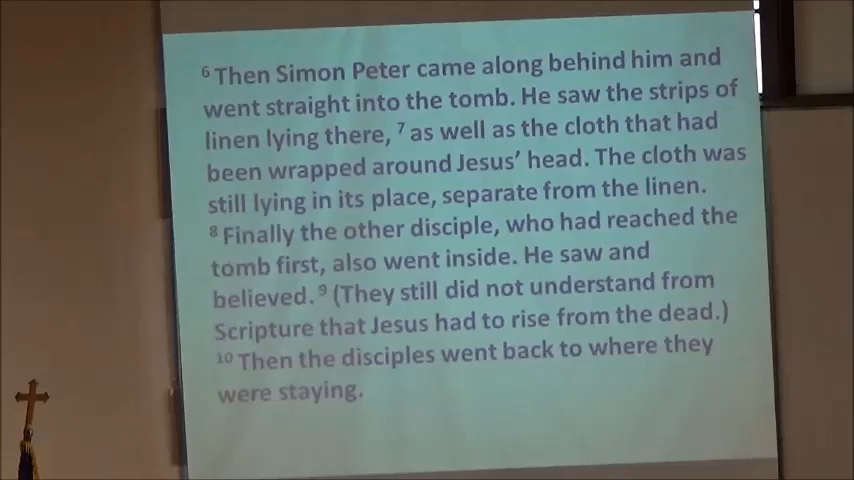 6 Then Simon Peter came along behind him and
went straight into the tomb. He saw the strips of
linen lying there, 7 as well as the cloth that had
been wrapped around Jesus’ head. The cloth was
still lying in its place, separate from the linen.
8 Finally the other disciple, who had reached the
tomb first, also went inside. He saw and
believed. 9 (They still did not understand from
Scripture that Jesus had to rise from the dead.)
10 Then the disciples went back to where they
were staying.